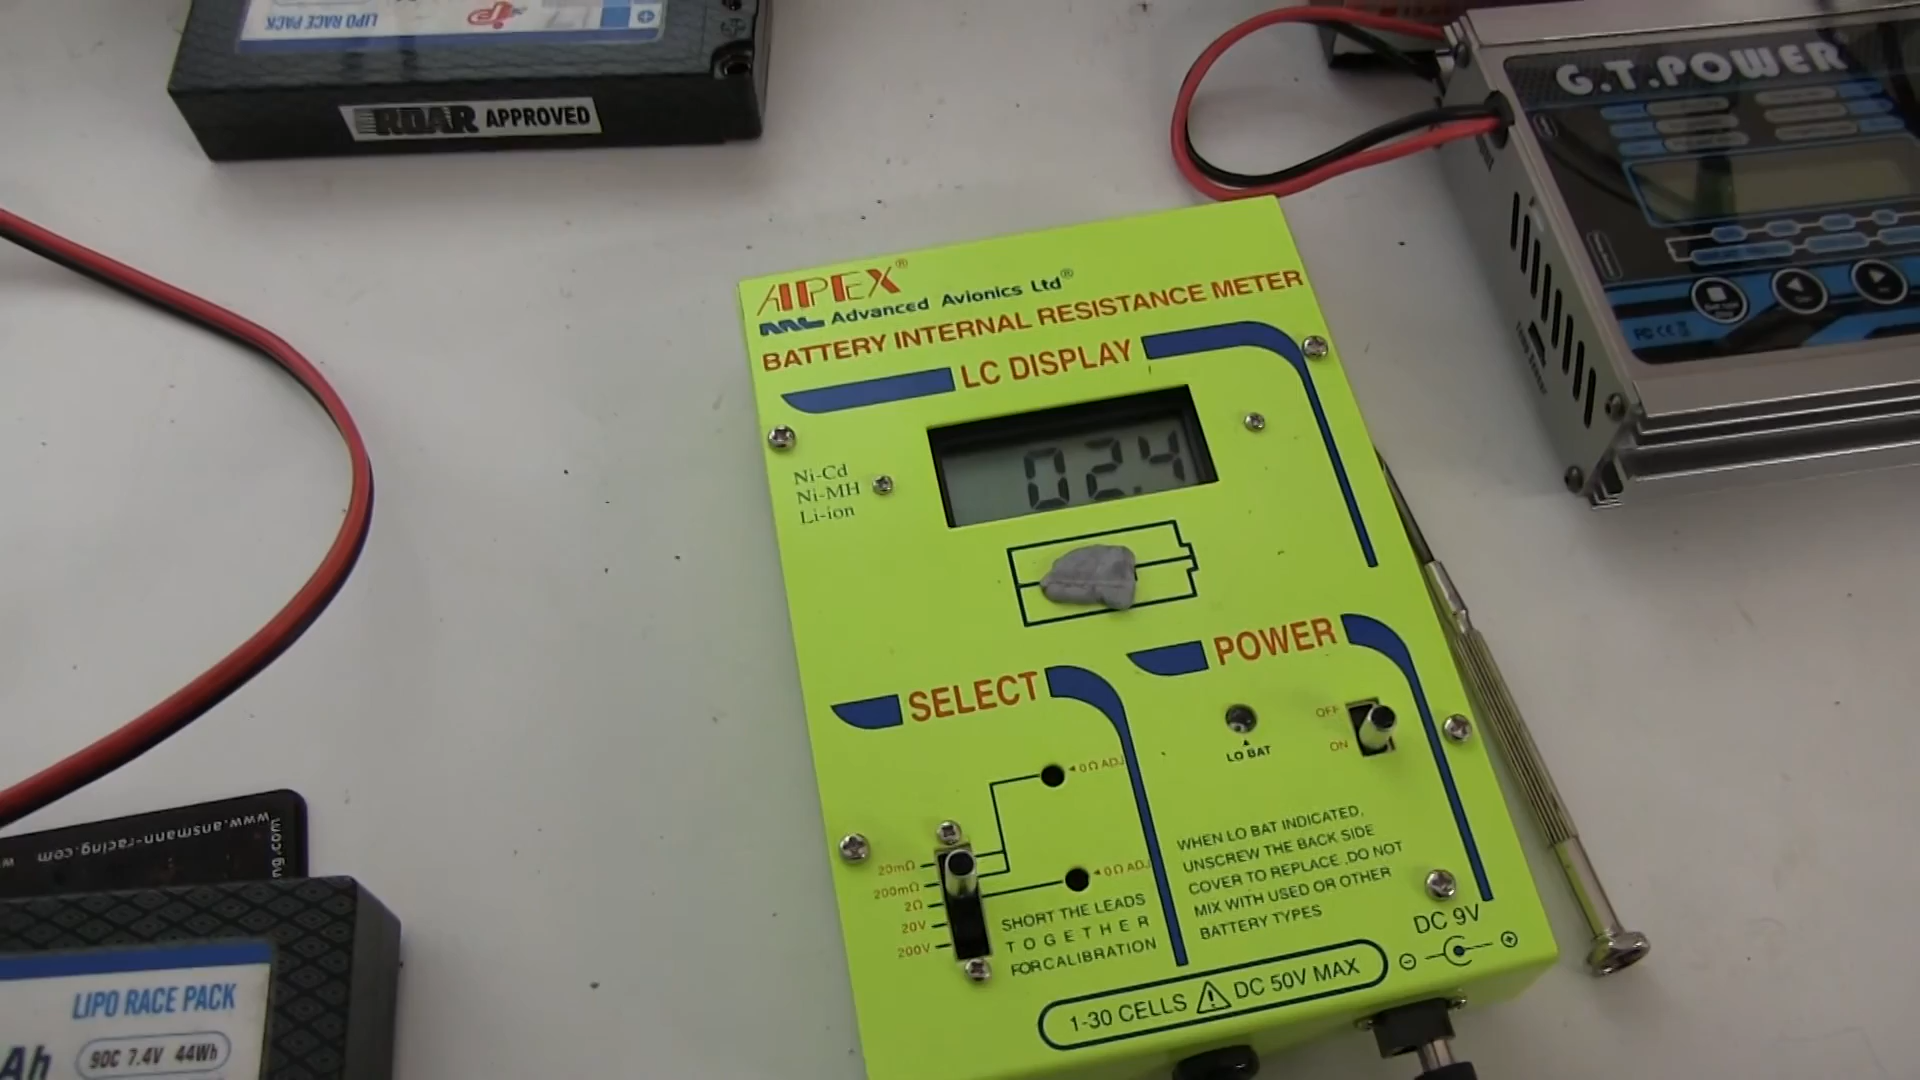 LIPO RACE PACK
ROAR APPROVED
G.T.POWER
APEX®
Advanced Avionics Ltd®
BATTERY INTERNAL RESISTANCE METER
LC DISPLAY
02.4
Ni-Cd
Ni-MH
Li-ion
SELECT
POWER
OFF
ON
LO BAT
0Ω ADJ
20mΩ
200mΩ
2Ω
20V
200V
0Ω ADJ.
SHORT THE LEADS
TOGETHER
FOR CALIBRATION
WHEN LO BAT INDICATED,
UNSCREW THE BACK SIDE
COVER TO REPLACE .DO NOT
MIX WITH USED OR OTHER
BATTERY TYPES
DC 9V
1-30 CELLS DC 50V MAX
www.ansmann-racing.com
LIPO RACE PACK
Ah
90C 7.4V 44Wh